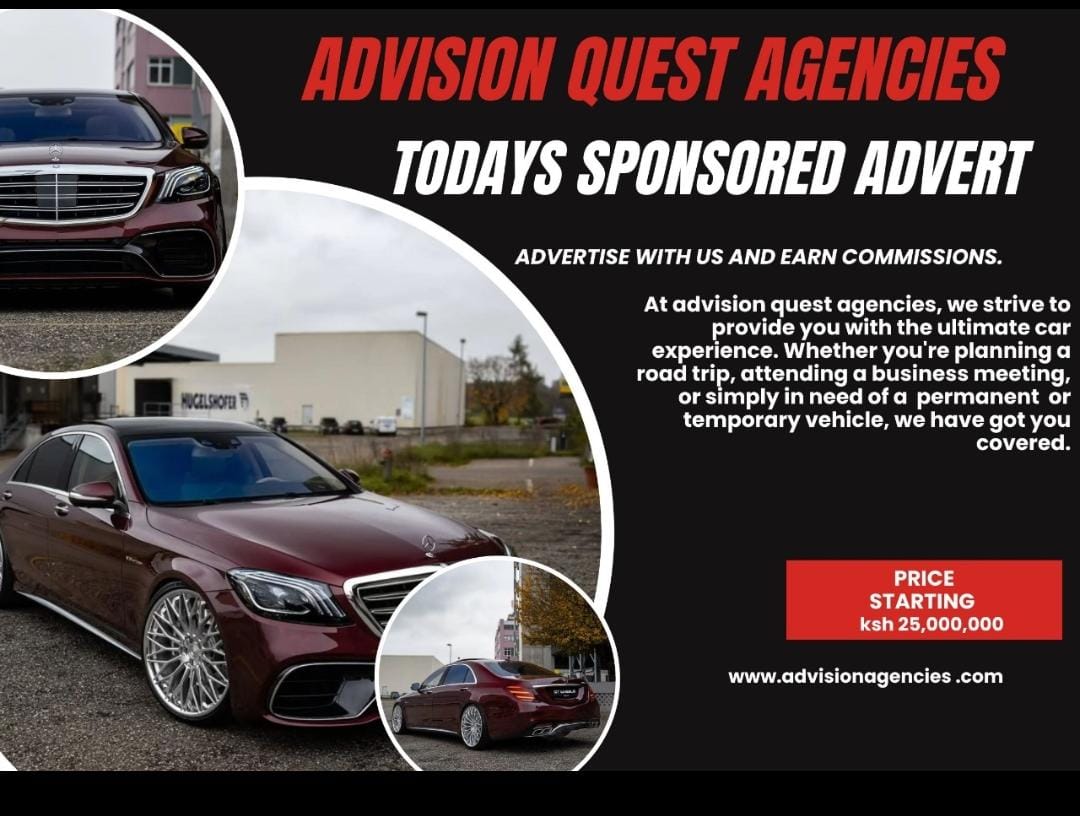 ADVISION QUEST AGENCIES
TODAYS SPONSORED ADVERT
ADVERTISE WITH US AND EARN COMMISSIONS.
At advision quest agencies, we strive to
provide you with the ultimate car
experience. Whether you're planning a
road trip, attending a business meeting,
or simply in need of a permanent or
temporary vehicle, we have got you
covered.
HUGELSHOFER
PRICE
STARTING
ksh 25,000,000
www.advisionagencies .com